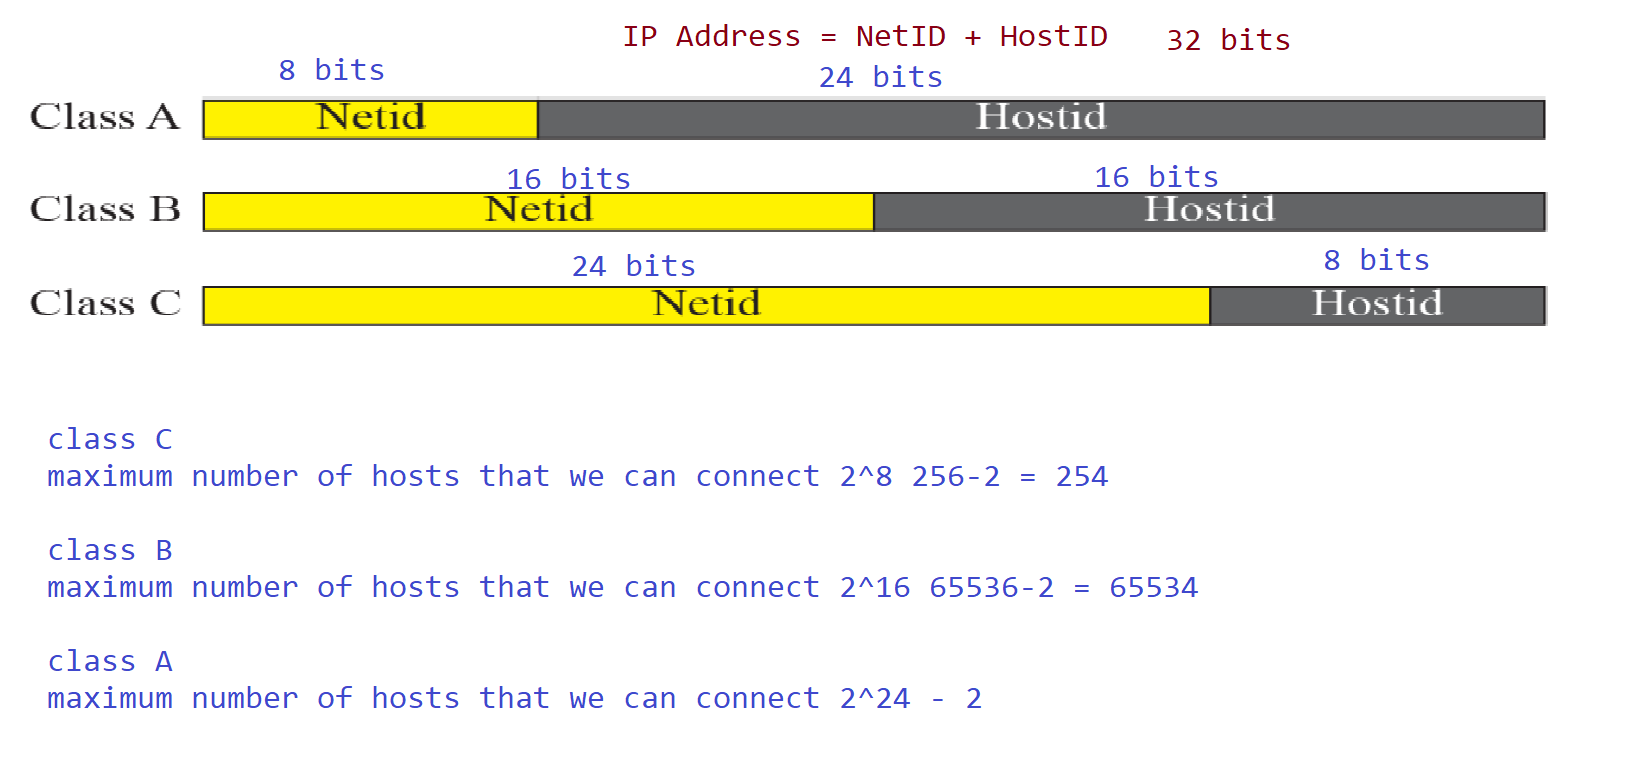 IP Address = NetID + HostID 32 bits
8 bits 24 bits
Class A Netid Hostid
16 bits 16 bits
Class B Netid Hostid
24 bits 8 bits
Class C Netid Hostid
class C
maximum number of hosts that we can connect 2^8 256-2 = 254
class B
maximum number of hosts that we can connect 2^16 65536-2 = 65534
class A
maximum number of hosts that we can connect 2^24 - 2